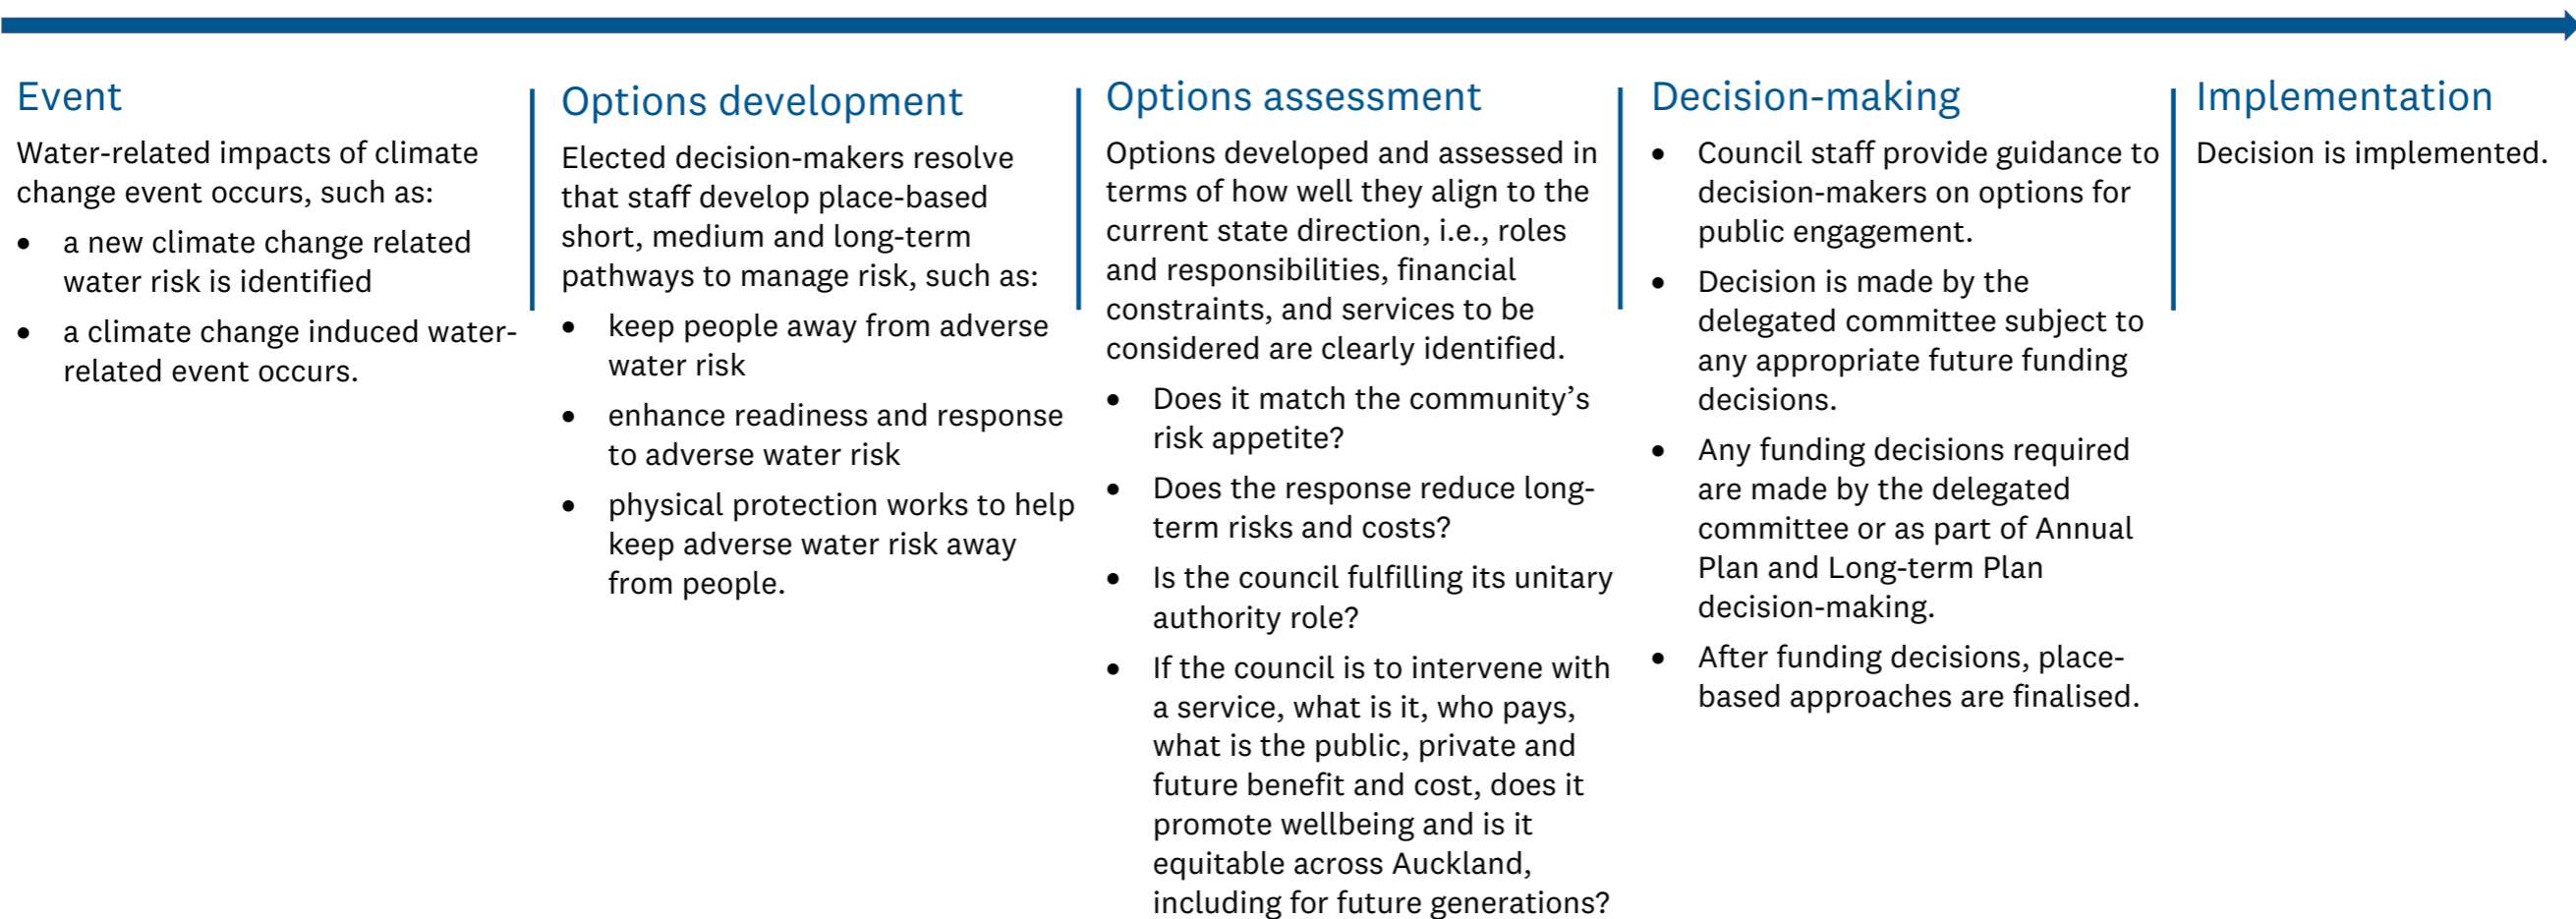 Event
Water-related impacts of climate
change event occurs, such as:
• a new climate change related
water risk is identified
• a climate change induced water-
related event occurs.
Options development
Elected decision-makers resolve
that staff develop place-based
short, medium and long-term
pathways to manage risk, such as:
• keep people away from adverse
water risk
• enhance readiness and response
to adverse water risk
• physical protection works to help
keep adverse water risk away
from people.
Options assessment
Options developed and assessed in
terms of how well they align to the
current state direction, i.e., roles
and responsibilities, financial
constraints, and services to be
considered are clearly identified.
• Does it match the community’s
risk appetite?
• Does the response reduce long-
term risks and costs?
• Is the council fulfilling its unitary
authority role?
• If the council is to intervene with
a service, what is it, who pays,
what is the public, private and
future benefit and cost, does it
promote wellbeing and is it
equitable across Auckland,
including for future generations?
Decision-making
• Council staff provide guidance to
decision-makers on options for
public engagement.
• Decision is made by the
delegated committee subject to
any appropriate future funding
decisions.
• Any funding decisions required
are made by the delegated
committee or as part of Annual
Plan and Long-term Plan
decision-making.
• After funding decisions, place-
based approaches are finalised.
Implementation
Decision is implemented.